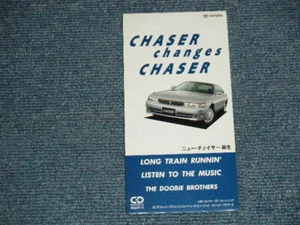 TOYOTA
CHASER
changes
CHASER
ニュー・チェイサー 誕生
LONG TRAIN RUNNIN'
LISTEN TO THE MUSIC
THE DOOBIE BROTHERS
CD